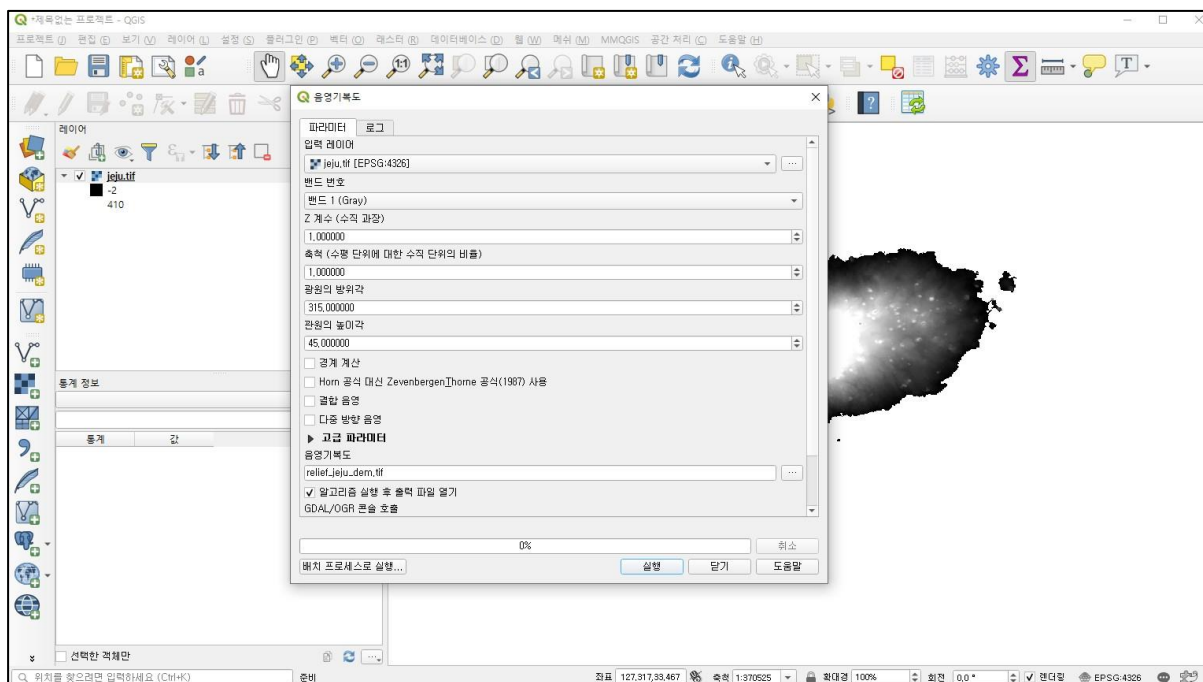 *제목없는 프로젝트 - QGIS
프로젝트 (J) 편집 (E) 보기 (V) 레이어 (L) 설정 (S) 플러그인 (P) 벡터 (O) 래스터 (R) 데이터베이스 (D) 웹 (W) 메쉬 (M) MMQGIS 공간 처리 (C) 도움말 (H)
음영기복도
파라미터 로그
레이어
입력 레이어
jeju.tif [EPSG:4326]
jeju.tif
-2
410
밴드 번호
밴드 1 (Gray)
Z 계수 (수직 과장)
1,000000
축척 (수평 단위에 대한 수직 단위의 비율)
1,000000
광원의 방위각
315,000000
관원의 높이각
45,000000
경계 계산
Horn 공식 대신 ZevenbergenThorne 공식(1987) 사용
결합 음영
다중 방향 음영
고급 파라미터
음영기복도
relief_jeju_dem.tif
알고리즘 실행 후 출력 파일 열기
GDAL/OGR 콘솔 호출
0%
취소
배치 프로세스로 실행...
실행 닫기 도움말
통계 정보
통계 값
선택한 객체만
위치를 찾으려면 입력하세요 (Ctrl+K)
준비
좌표 127,317,33,467
축척 1:370525
확대경 100%
회전 0,0 °
렌더링
EPSG:4326